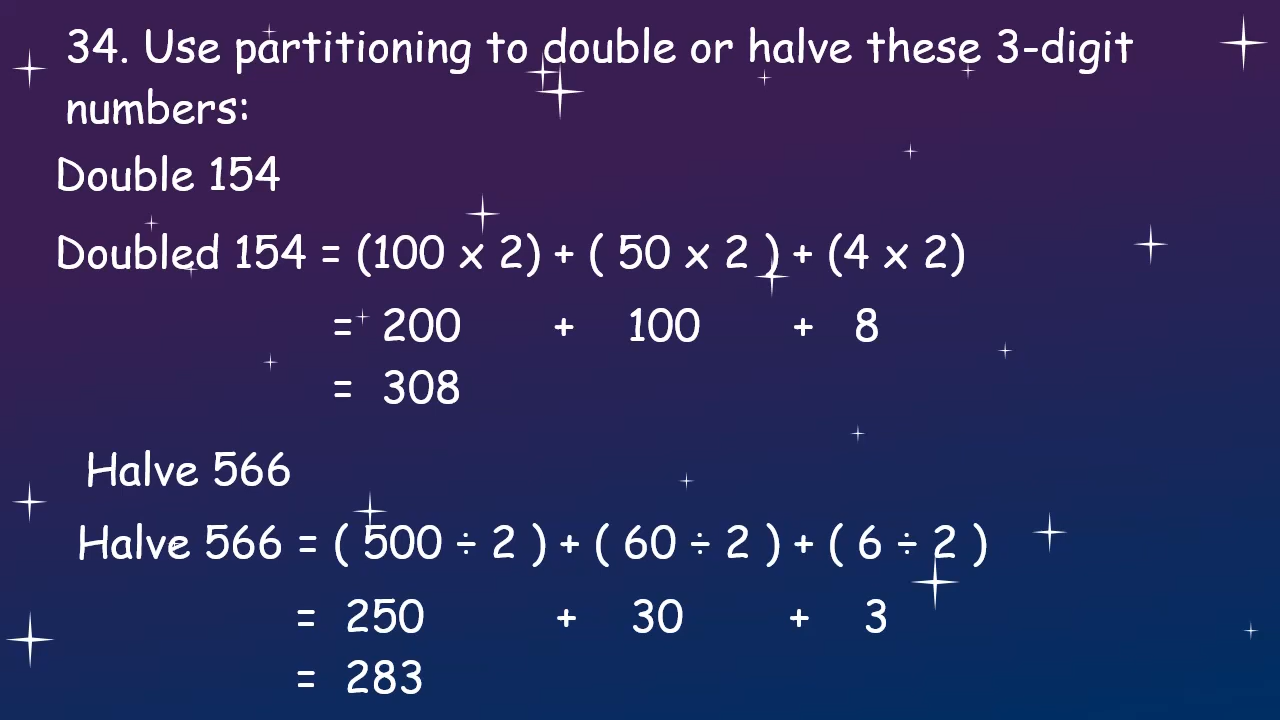 34. Use partitioning to double or halve these 3-digit
numbers:
Double 154
Doubled 154 = (100 x 2) + ( 50 x 2 ) + (4 x 2)
= 200 + 100 + 8
= 308
Halve 566
Halve 566 = ( 500 ÷ 2 ) + ( 60 ÷ 2 ) + ( 6 ÷ 2 )
= 250 + 30 + 3
= 283